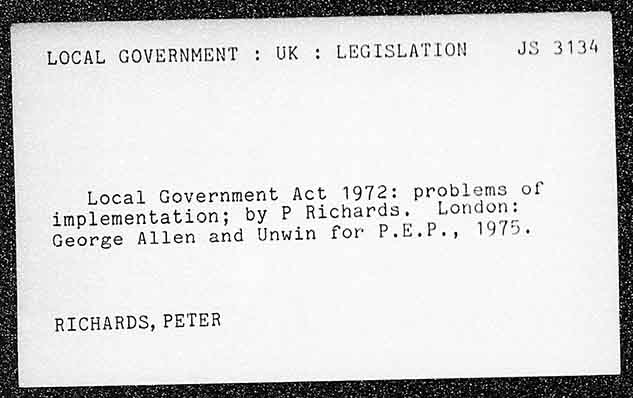 LOCAL GOVERNMENT : UK : LEGISLATION JS 3134
Local Government Act 1972: problems of
implementation; by P Richards. London:
George Allen and Unwin for P.E.P., 1975.
RICHARDS, PETER